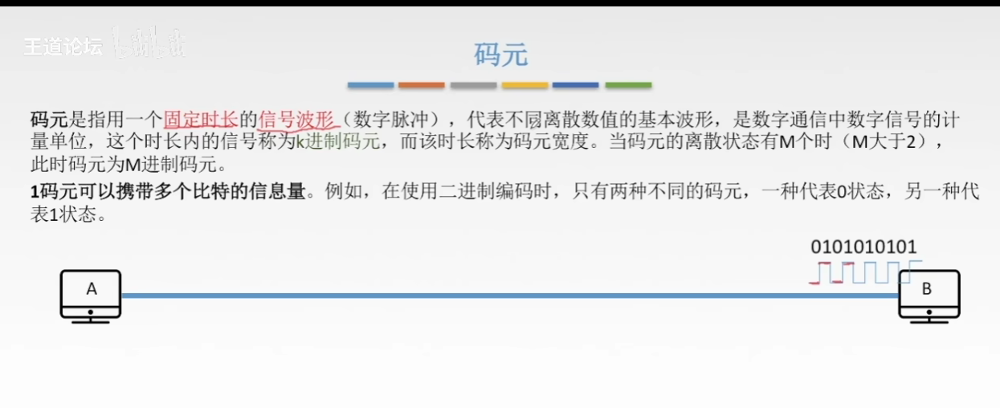 王道论坛 bilibili
码元
码元是指用一个固定时长的信号波形（数字脉冲），代表不同离散数值的基本波形，是数字通信中数字信号的计
量单位，这个时长内的信号称为k进制码元，而该时长称为码元宽度。当码元的离散状态有M个时（M大于2），
此时码元为M进制码元。
1码元可以携带多个比特的信息量。例如，在使用二进制编码时，只有两种不同的码元，一种代表0状态，另一种代
表1状态。
0101010101
A
B